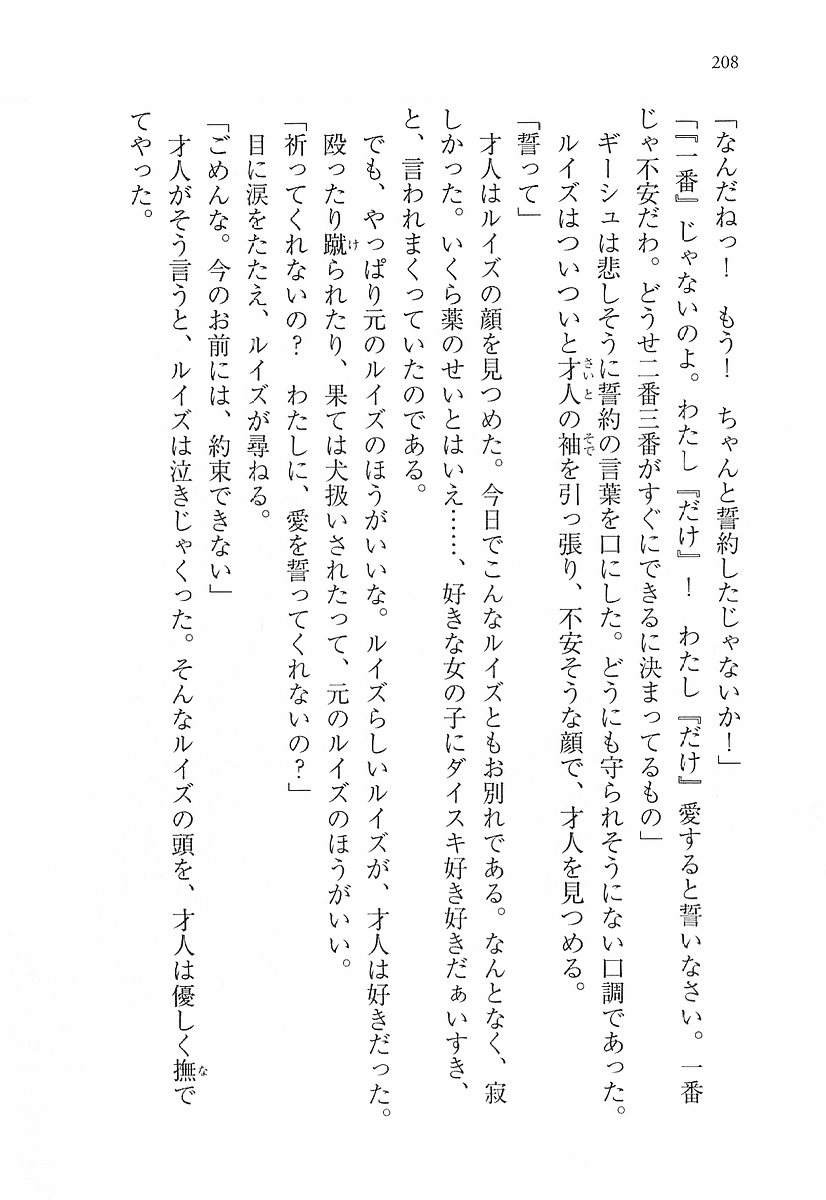 208
「なんだねっ！　もう！　ちゃんと誓約したじゃないか！」
「『一番』じゃないのよ。わたし『だけ』！　わたし『だけ』愛すると誓いなさい。一番
じゃ不安だわ。どうせ二番三番がすぐにできるに決まってるもの」
　ギーシュは悲しそうに誓約の言葉を口にした。どうにも守られそうにない口調であった。
　ルイズはついついと才人の袖を引っ張り、不安そうな顔で、才人を見つめる。
「誓って」
　才人はルイズの顔を見つめた。今日でこんなルイズともお別れである。なんとなく、寂
しかった。いくら薬のせいとはいえ……、好きな女の子にダイスキ好き好きだぁいすき、
と、言われまくっていたのである。
　でも、やっぱり元のルイズのほうがいいな。ルイズらしいルイズが、才人は好きだった。
　殴ったり蹴られたり、果ては犬扱いされたって、元のルイズのほうがいい。
「祈ってくれないの？　わたしに、愛を誓ってくれないの？」
　目に涙をたたえ、ルイズが尋ねる。
「ごめんな。今のお前には、約束できない」
　才人がそう言うと、ルイズは泣きじゃくった。そんなルイズの頭を、才人は優しく撫で
てやった。